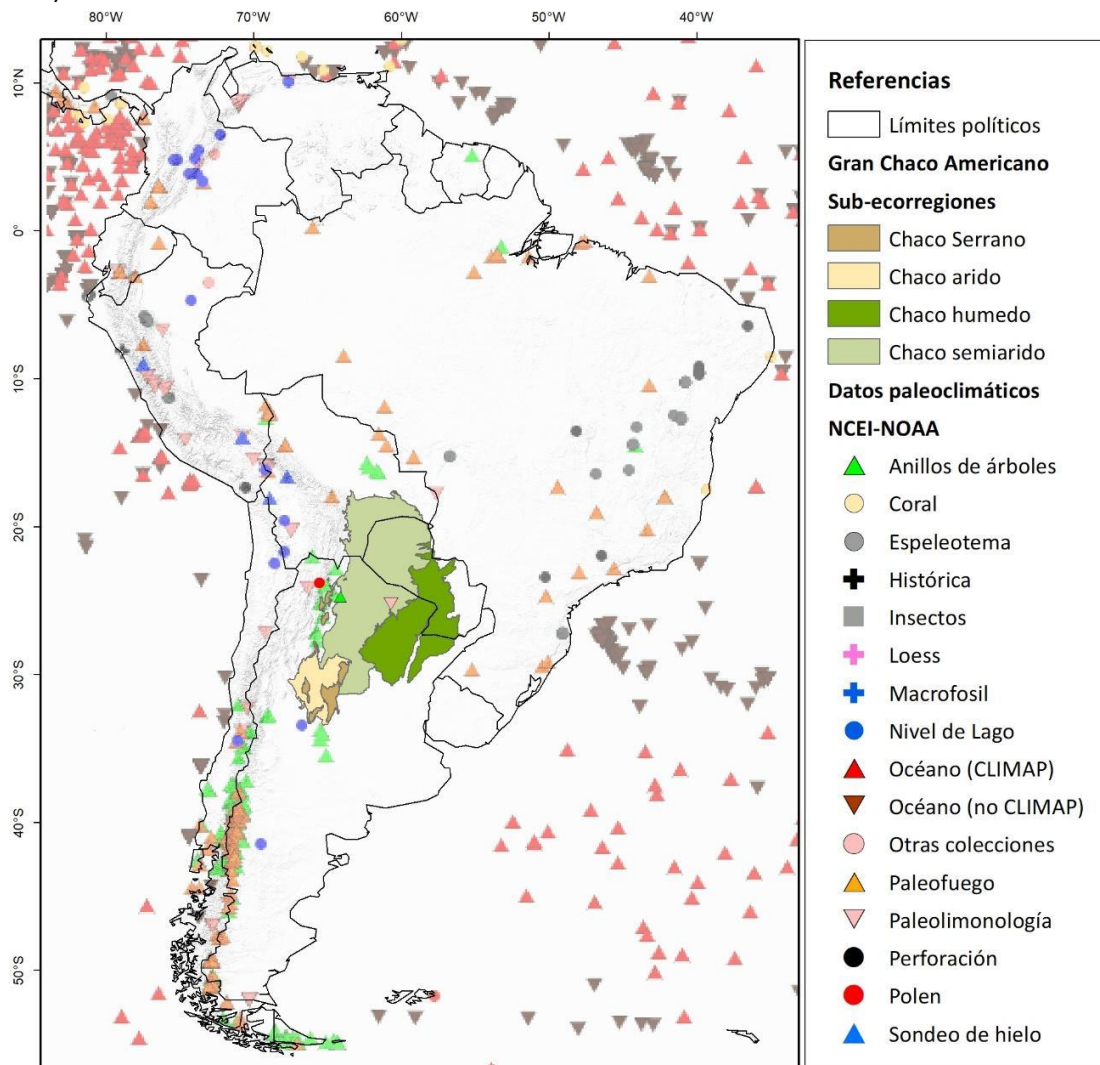 80°W 70°W 60°W 50°W 40°W
10°N
0°
10°S
20°S
30°S
40°S
50°S
Referencias
Límites políticos
Gran Chaco Americano
Sub-ecorregiones
Chaco Serrano
Chaco arido
Chaco humedo
Chaco semiarido
Datos paleoclimáticos
NCEI-NOAA
Anillos de árboles
Coral
Espeleotema
Histórica
Insectos
Loess
Macrofosil
Nivel de Lago
Océano (CLIMAP)
Océano (no CLIMAP)
Otras colecciones
Paleofuego
Paleolimonología
Perforación
Polen
Sondeo de hielo